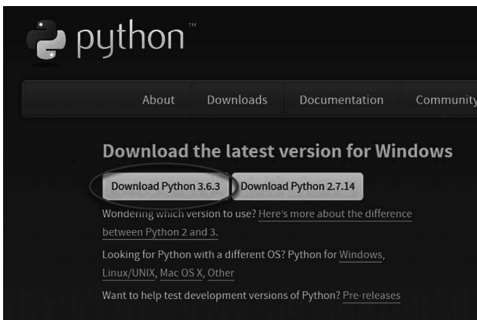 python™
About Downloads Documentation Community
Download the latest version for Windows
Download Python 3.6.3 Download Python 2.7.14
Wondering which version to use? Here's more about the difference
between Python 2 and 3.
Looking for Python with a different OS? Python for Windows,
Linux/UNIX, Mac OS X, Other
Want to help test development versions of Python? Pre-releases